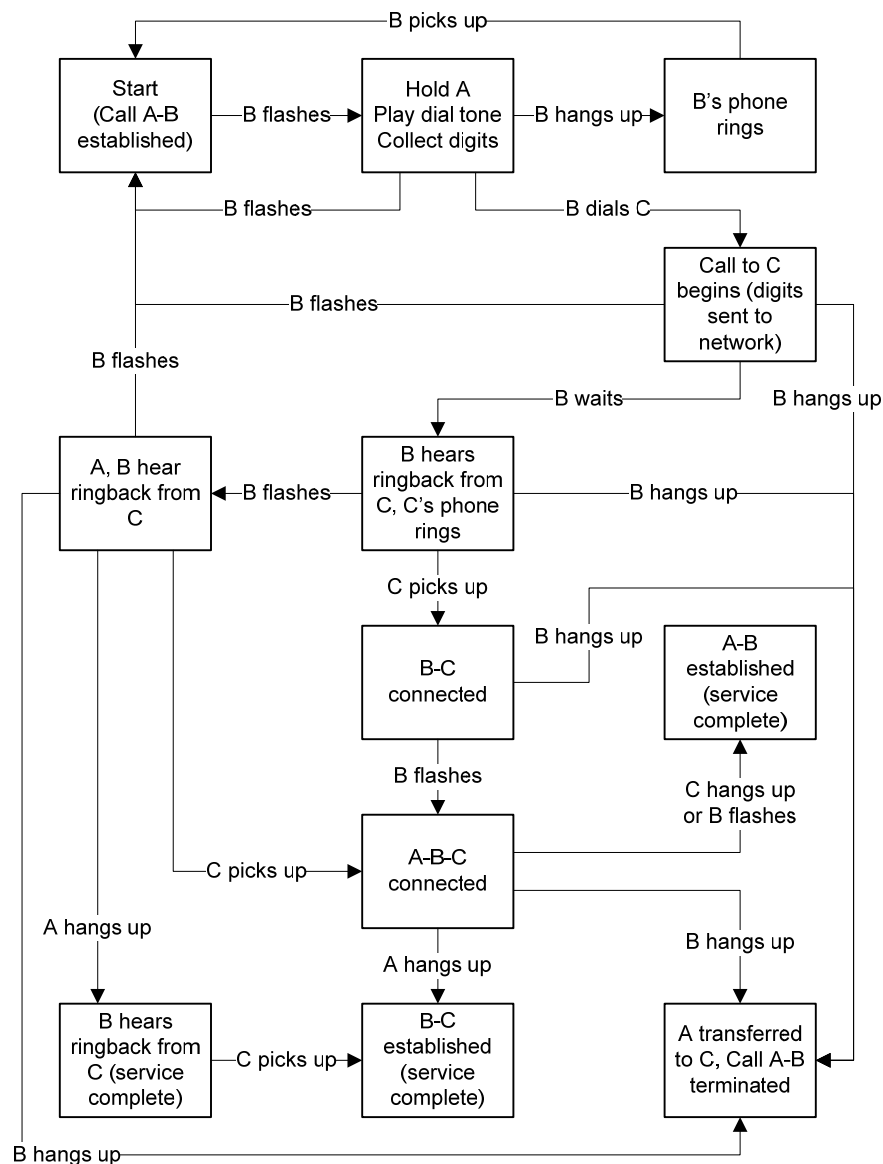 B picks up
Start
(Call A-B
established)
B flashes
Hold A
Play dial tone
Collect digits
B hangs up
B's phone
rings
B flashes
B dials C
Call to C
begins (digits
sent to
network)
B flashes
B flashes
B waits
B hangs up
A, B hear
ringback from
C
B flashes
B hears
ringback from
C, C's phone
rings
B hangs up
C picks up
B hangs up
B-C
connected
A-B
established
(service
complete)
B flashes
C hangs up
or B flashes
C picks up
A-B-C
connected
A hangs up
B hangs up
A hangs up
B hears
ringback from
C (service
complete)
C picks up
B-C
established
(service
complete)
A transferred
to C, Call A-B
terminated
B hangs up